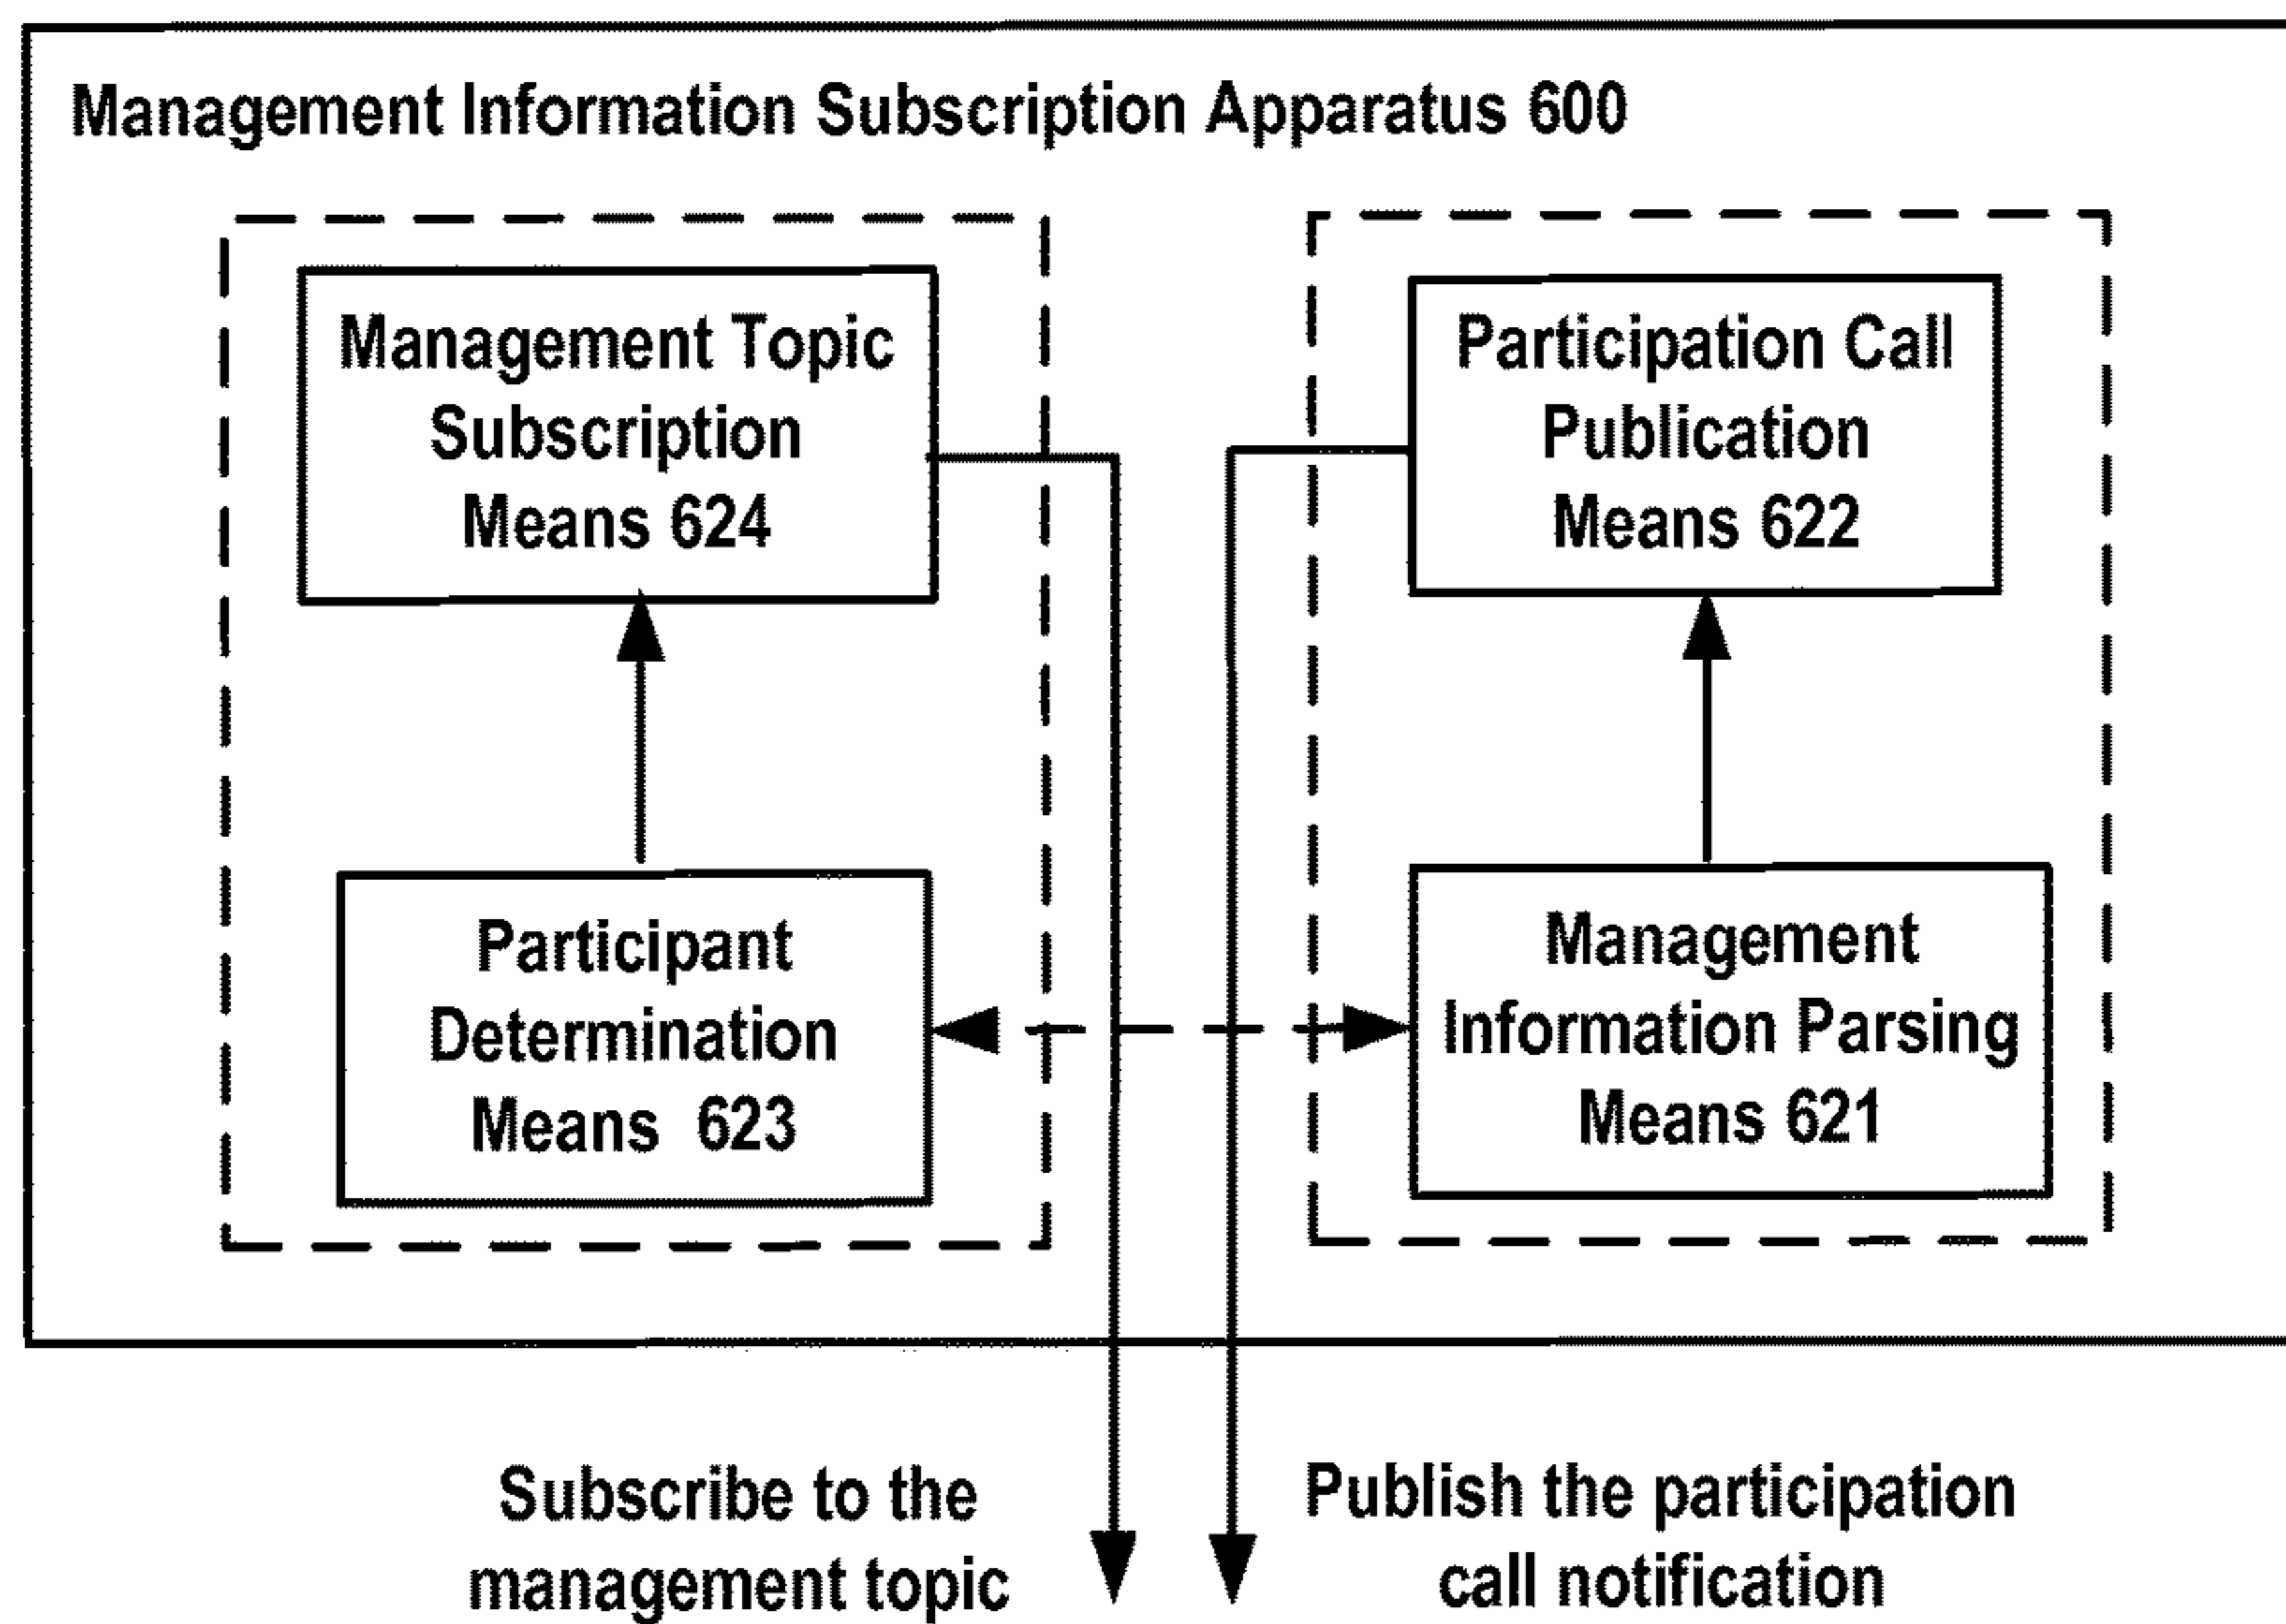 Management Information Subscription Apparatus 600
Management Topic
Subscription
Means 624
Participation Call
Publication
Means 622
Participant
Determination
Means 623
Management
Information Parsing
Means 621
Subscribe to the
management topic
Publish the participation
call notification